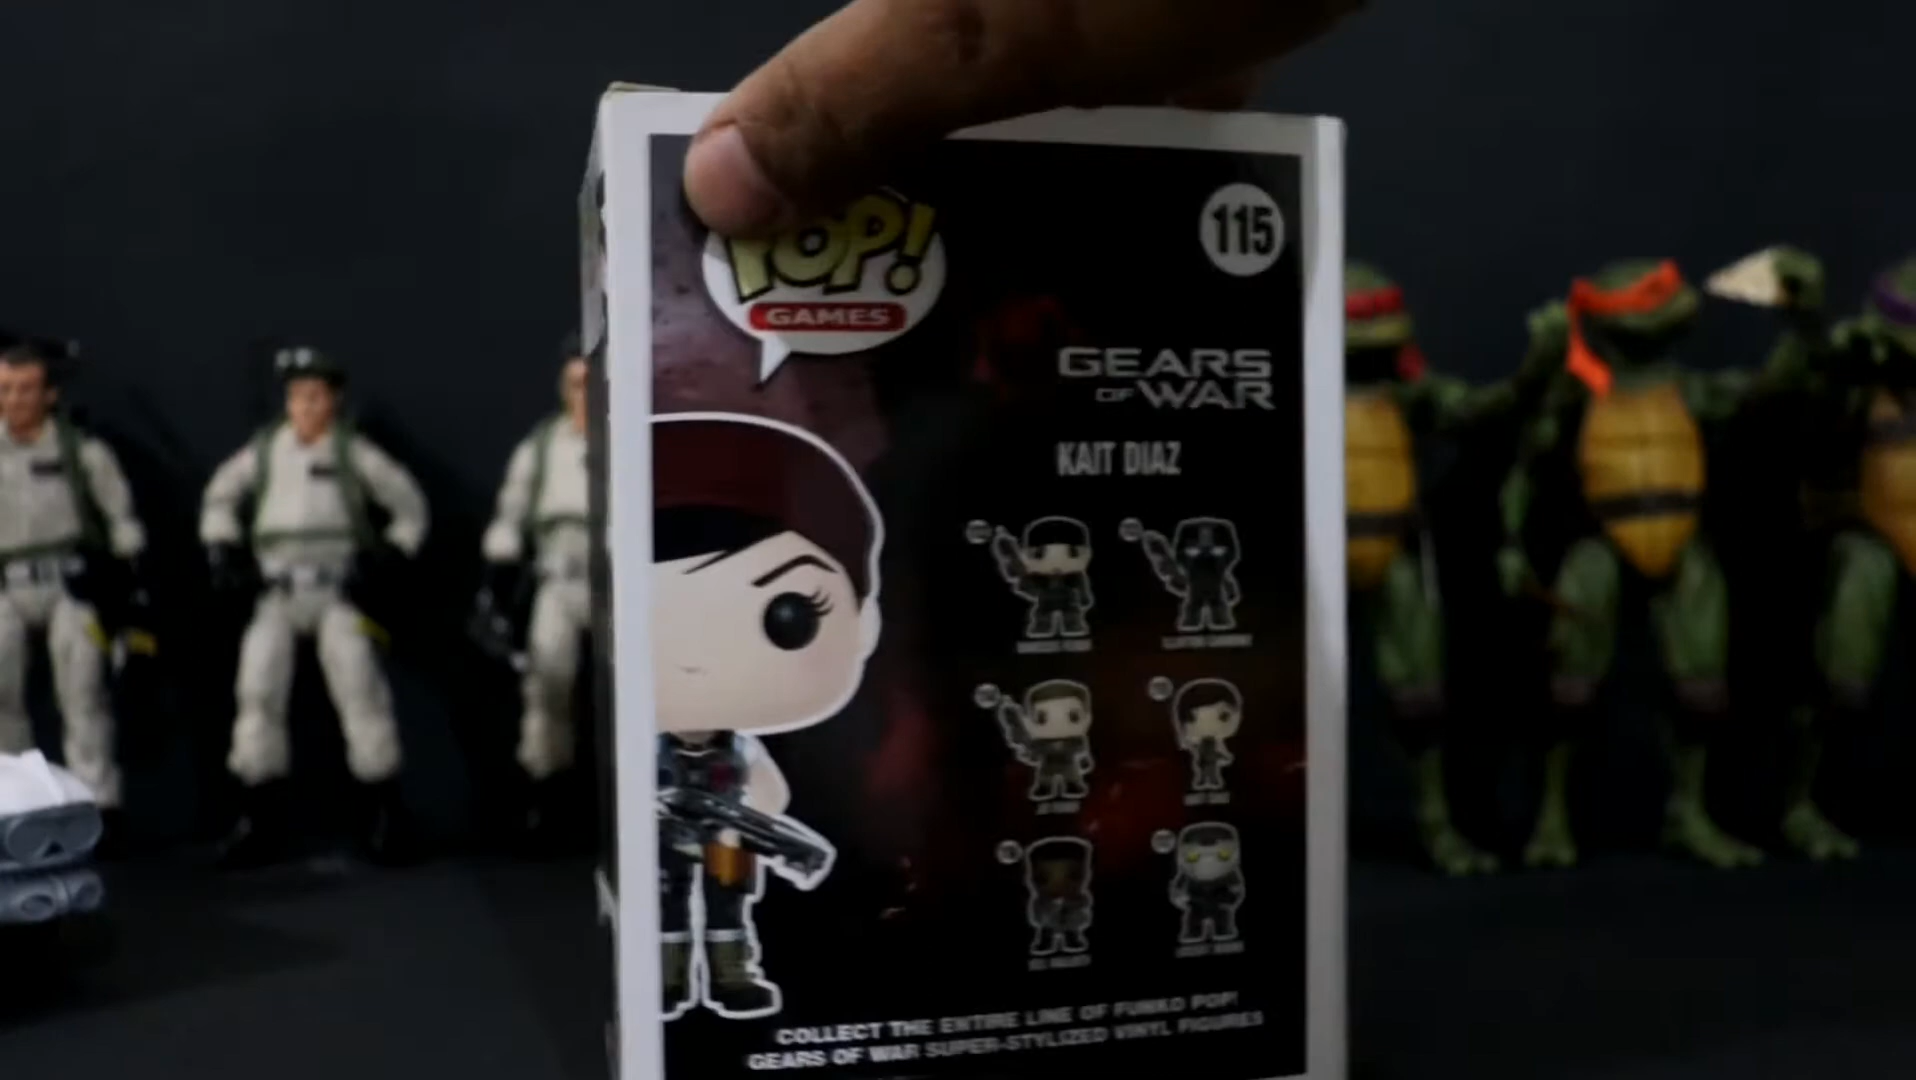 POP!
GAMES
115
GEARS
OF WAR
KAIT DIAZ
COLLECT THE ENTIRE LINE OF FUNKO POP!
GEARS OF WAR SUPER-STYLIZED VINYL FIGURES